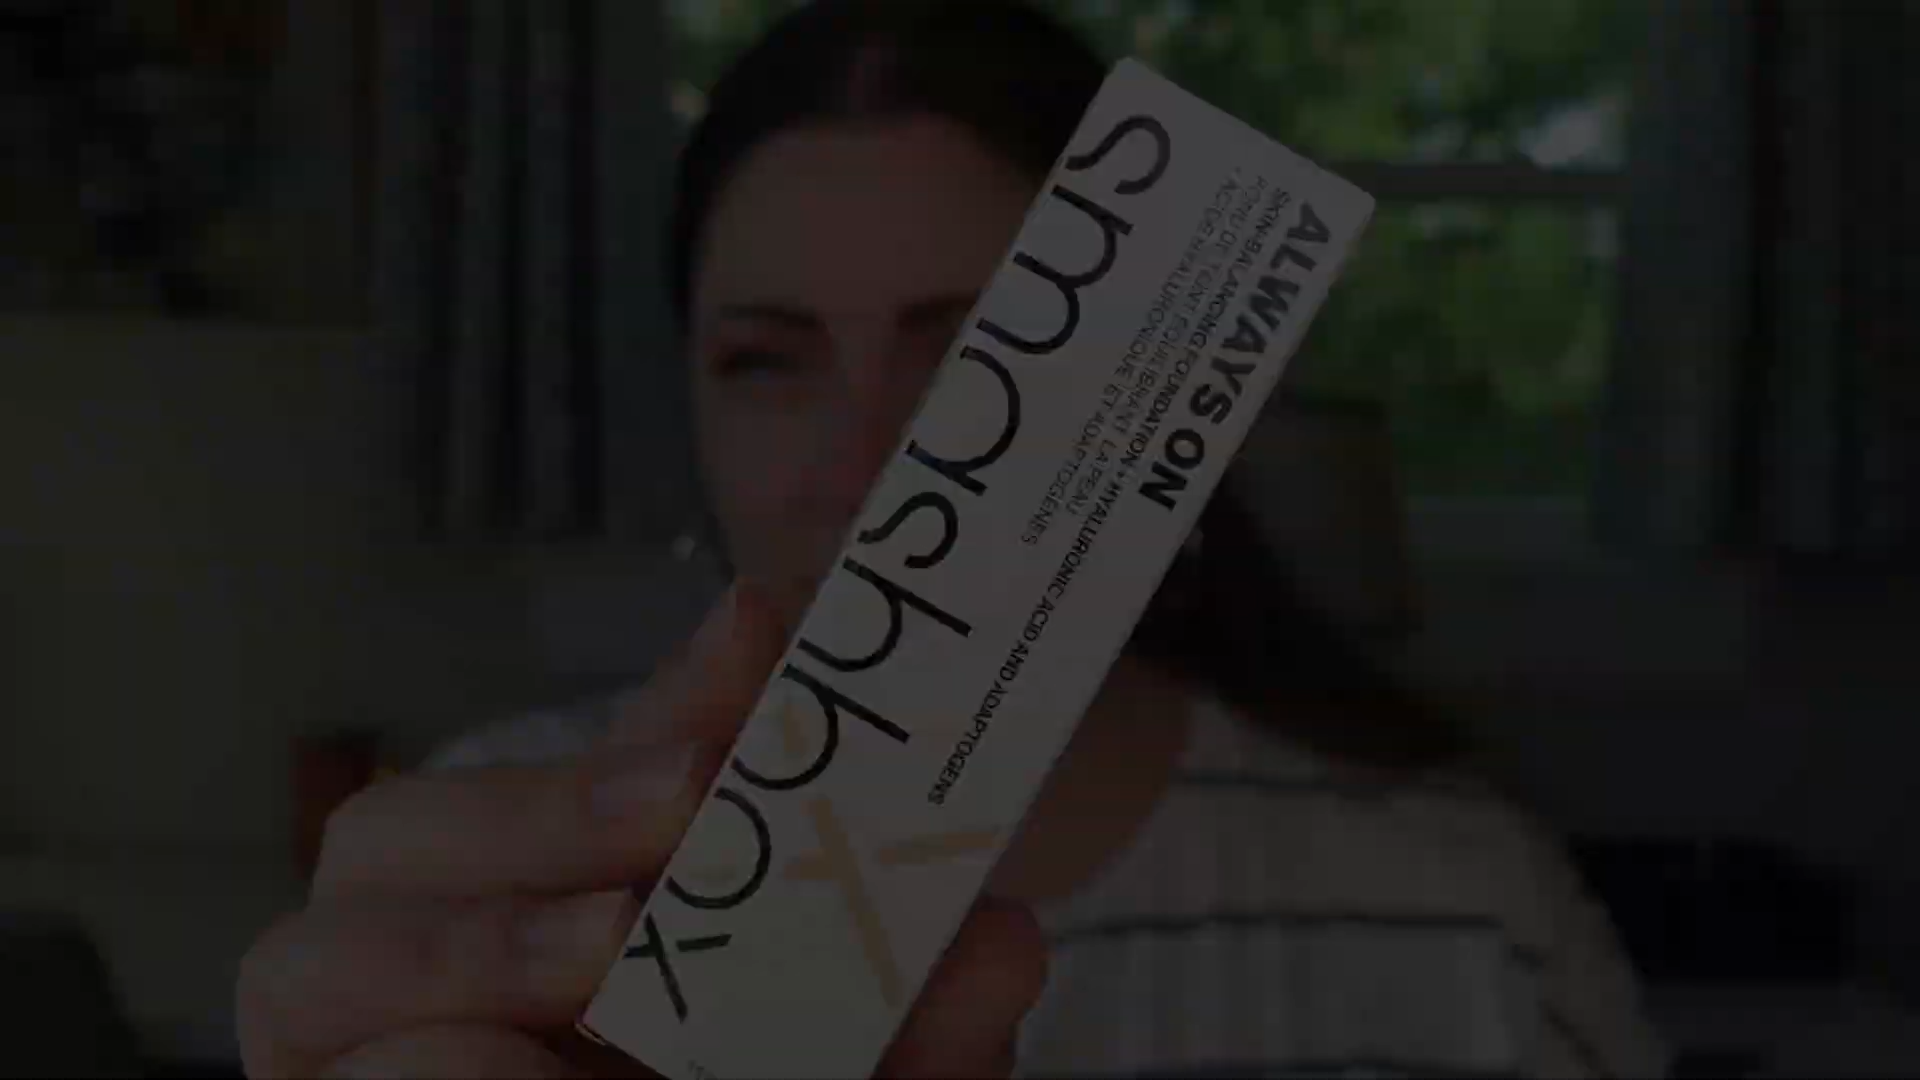 smashbox
ALWAYS ON
SKIN-BALANCING FOUNDATION + HYALURONIC ACID AND ADAPTOGENS
FOND DE TEINT ÉQUILIBRANT LA PEAU
+ ACIDE HYALURONIQUE ET ADAPTOGÈNES